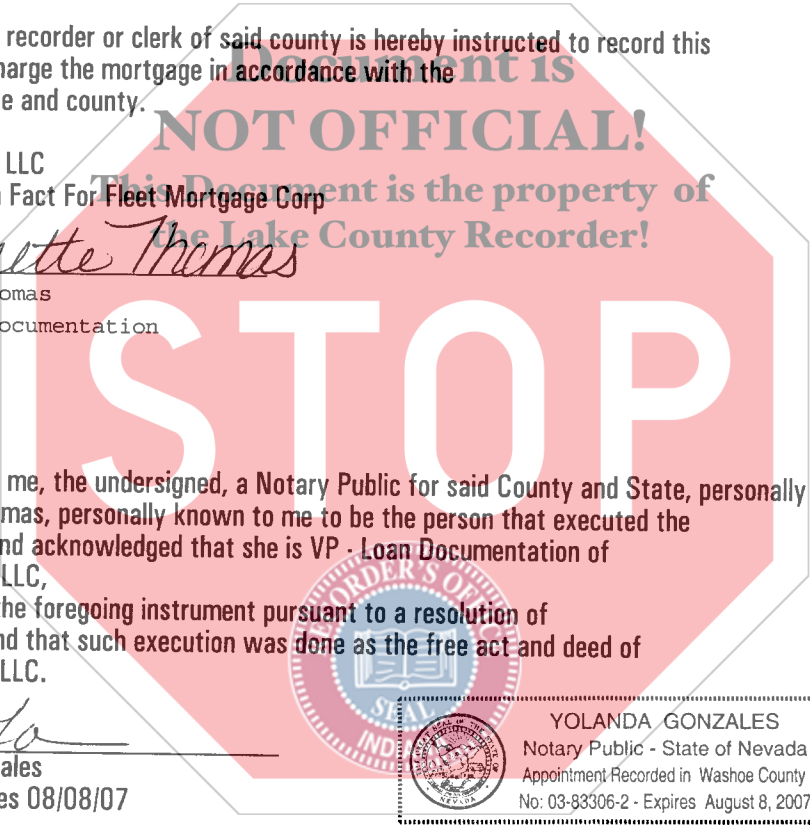 recorder or clerk of said county is hereby instructed to record this
harge the mortgage in accordance with the
e and county.
Document is
NOT OFFICIAL!
This Document is the property of
the Lake County Recorder!
LLC
Fact For Fleet Mortgage Corp
ette Thomas
omas
ocumentation
STOP
me, the undersigned, a Notary Public for said County and State, personally
mas, personally known to me to be the person that executed the
nd acknowledged that she is VP - Loan Documentation of
LLC,
the foregoing instrument pursuant to a resolution of
nd that such execution was done as the free act and deed of
LLC.
RECORDER'S OFFICE
SEAL
ales
es 08/08/07
YOLANDA GONZALES
Notary Public - State of Nevada
Appointment Recorded in Washoe County
No: 03-83306-2 - Expires August 8, 2007
NEVADA